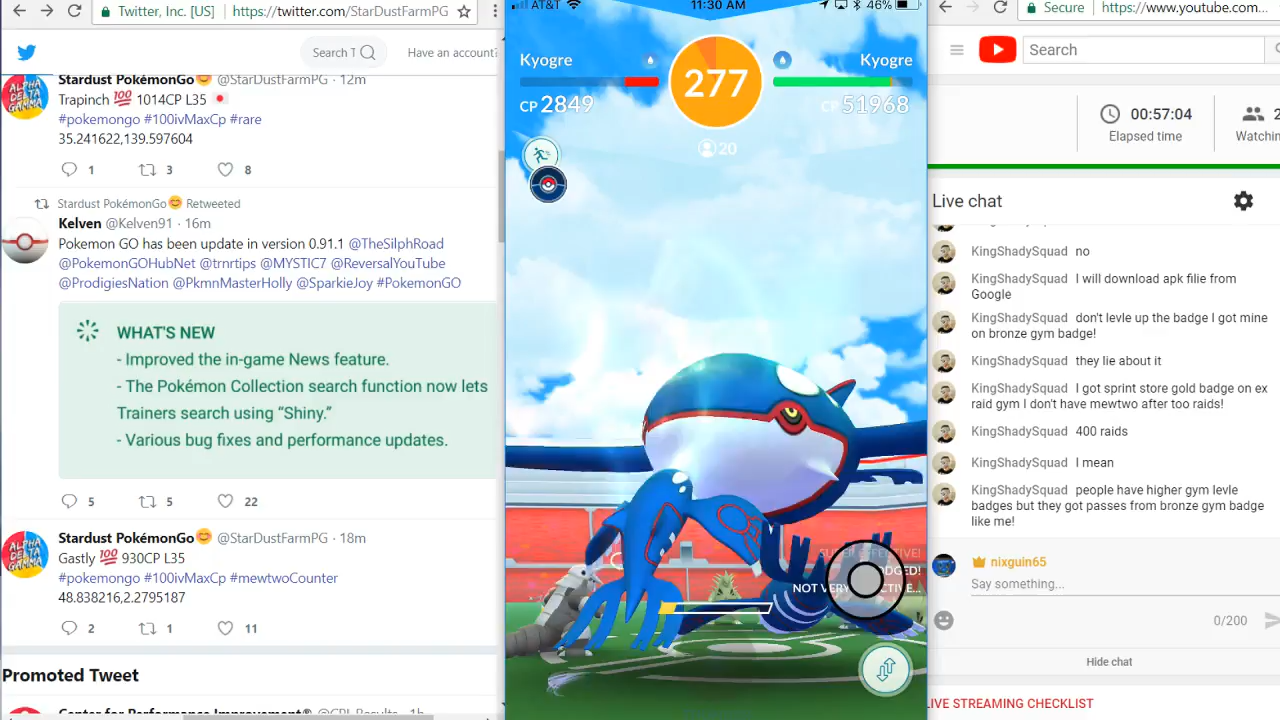 Twitter, Inc. [US]
https://twitter.com/StarDustFarmPG
Search T
Have an account?
Stardust PokémonGo😊 @StarDustFarmPG · 12m
Trapinch 💯 1014CP L35 🇯🇵
#pokemongo #100ivMaxCp #rare
35.241622,139.597604
1 3 8
Stardust PokémonGo😊 Retweeted
Kelven @Kelven91 · 16m
Pokemon GO has been update in version 0.91.1 @TheSilphRoad
@PokemonGOHubNet @trnrtips @MYSTIC7 @ReversalYouTube
@ProdigiesNation @PkmnMasterHolly @SparkieJoy #PokemonGO
WHAT'S NEW
- Improved the in-game News feature.
- The Pokémon Collection search function now lets
Trainers search using “Shiny.”
- Various bug fixes and performance updates.
5 5 22
Stardust PokémonGo😊 @StarDustFarmPG · 18m
Gastly 💯 930CP L35
#pokemongo #100ivMaxCp #mewtwoCounter
48.838216,2.2795187
2 1 11
Promoted Tweet
Center for Performance Improvement® @CPI_Results · 1h
AT&T 11:30 AM 46%
Kyogre
CP 2849
277
Kyogre
CP 51968
20
SUPER EFFECTIVE!
NOT VERY
Secure https://www.youtube.com...
Search
00:57:04
Elapsed time
2
Watchin
Live chat
KingShadySquad no
KingShadySquad I will download apk filie from
Google
KingShadySquad don't levle up the badge I got mine
on bronze gym badge!
KingShadySquad they lie about it
KingShadySquad I got sprint store gold badge on ex
raid gym I don't have mewtwo after too raids!
KingShadySquad 400 raids
KingShadySquad I mean
KingShadySquad people have higher gym levle
badges but they got passes from bronze gym badge
like me!
nixguin65
Say something...
0/200
Hide chat
LIVE STREAMING CHECKLIST